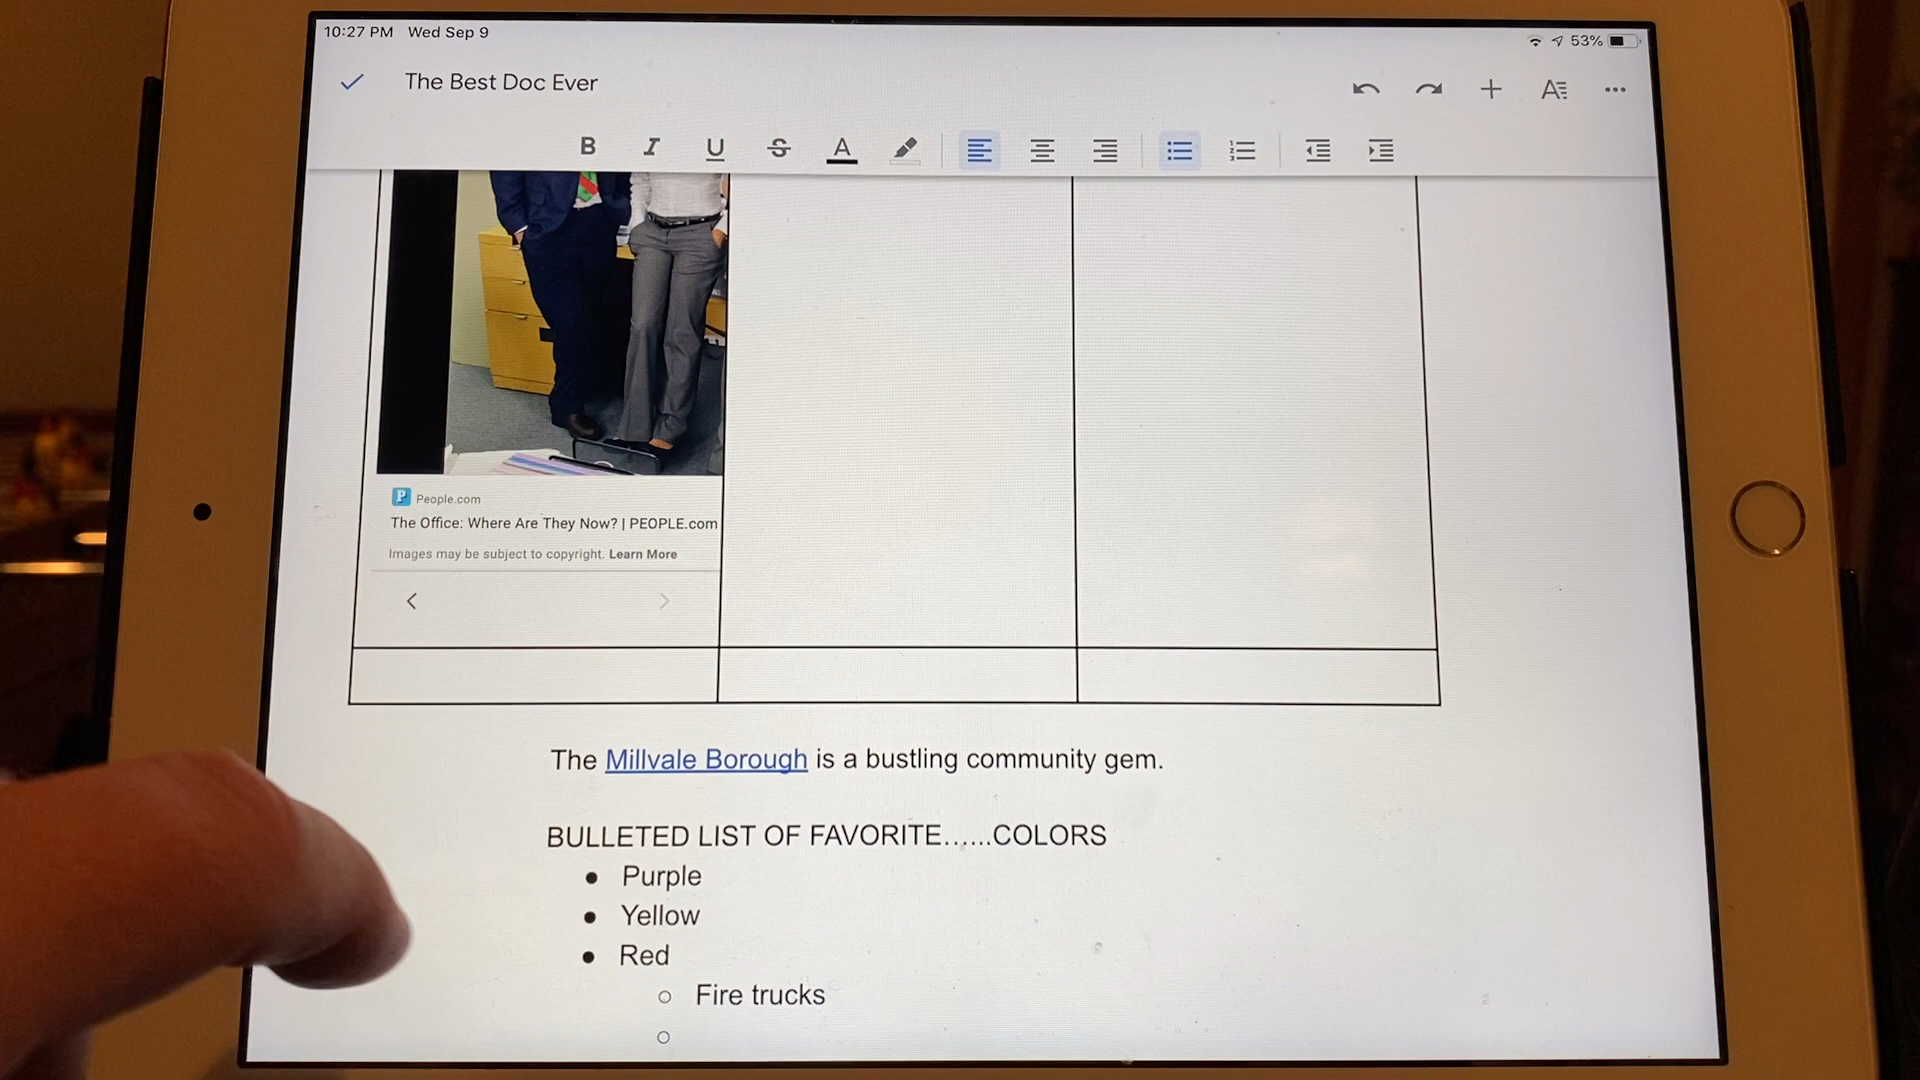 10:27 PM Wed Sep 9
53%
The Best Doc Ever
B I U S A
People.com
The Office: Where Are They Now? | PEOPLE.com
Images may be subject to copyright. Learn More
The Millvale Borough is a bustling community gem.
BULLETED LIST OF FAVORITE......COLORS
Purple
Yellow
Red
Fire trucks